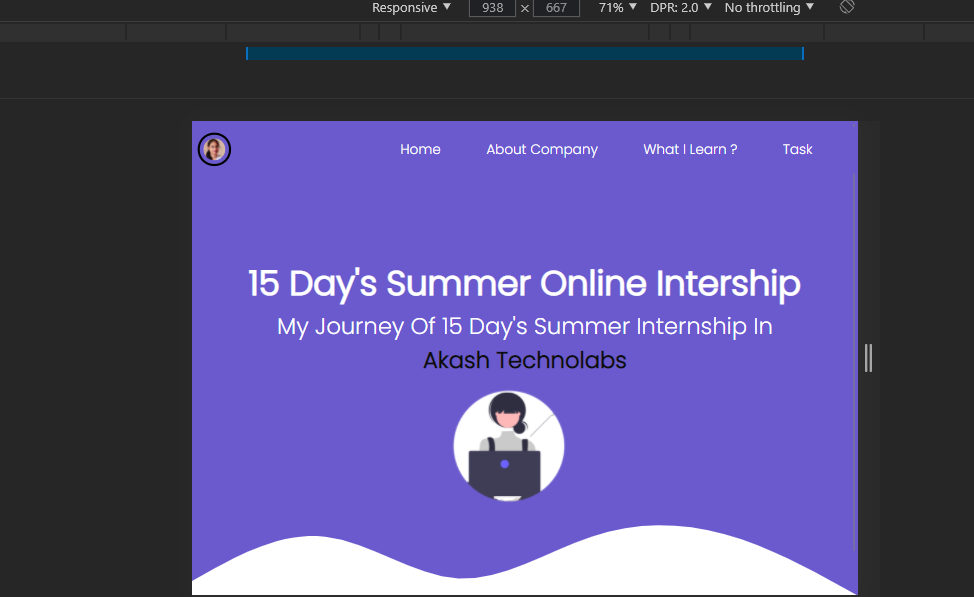 Responsive ▼ 938 × 667 71% ▼ DPR: 2.0 ▼ No throttling ▼
Home About Company What I Learn ? Task
15 Day's Summer Online Intership
My Journey Of 15 Day's Summer Internship In
Akash Technolabs